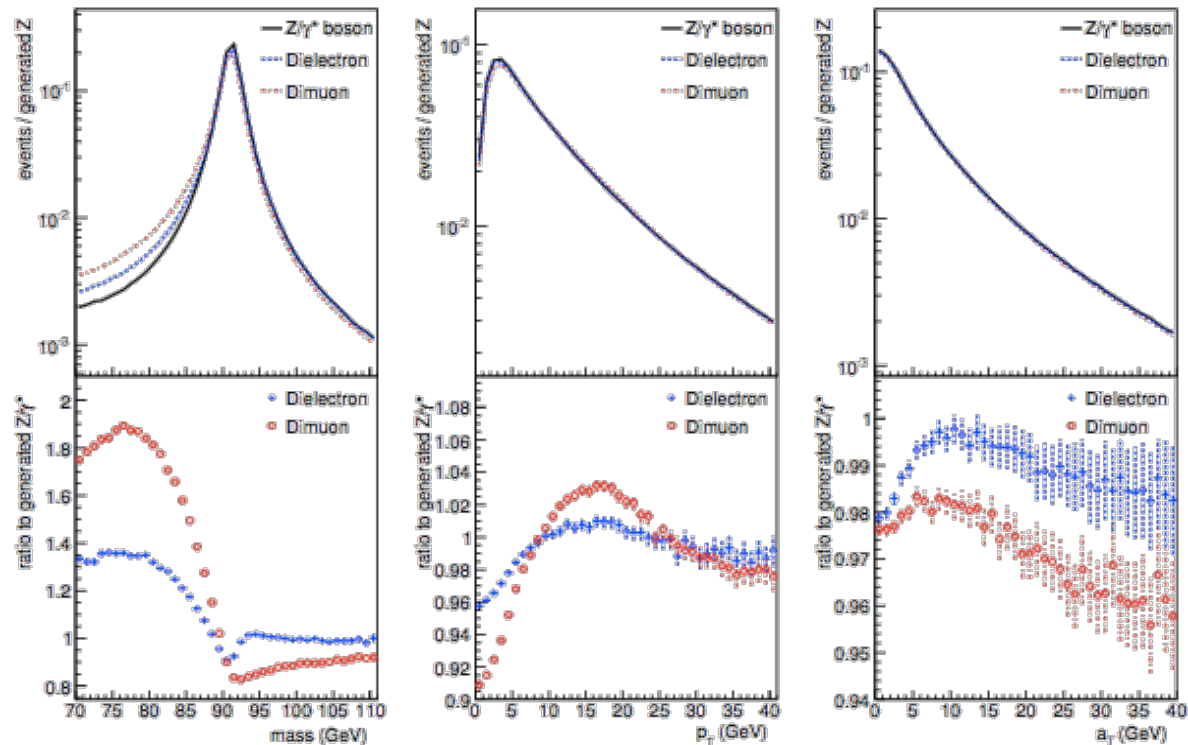 events / generated Z
10⁻¹
10⁻²
10⁻³
Z/γ* boson
Dielectron
Dimuon
events / generated Z
10⁻²
Z/γ* boson
Dielectron
Dimuon
events / generated Z
10⁻¹
10⁻²
10⁻³
Z/γ* boson
Dielectron
Dimuon
ratio to generated Z/γ*
2
1.8
1.6
1.4
1.2
1
0.8
Dielectron
Dimuon
70 75 80 85 90 95 100 105 110
mass (GeV)
ratio to generated Z/γ*
1.08
1.06
1.04
1.02
1
0.98
0.96
0.94
0.92
0.9
Dielectron
Dimuon
0 5 10 15 20 25 30 35 40
p_T (GeV)
ratio to generated Z/γ*
1
0.99
0.98
0.97
0.96
0.95
0.94
Dielectron
Dimuon
0 5 10 15 20 25 30 35 40
a_T (GeV)